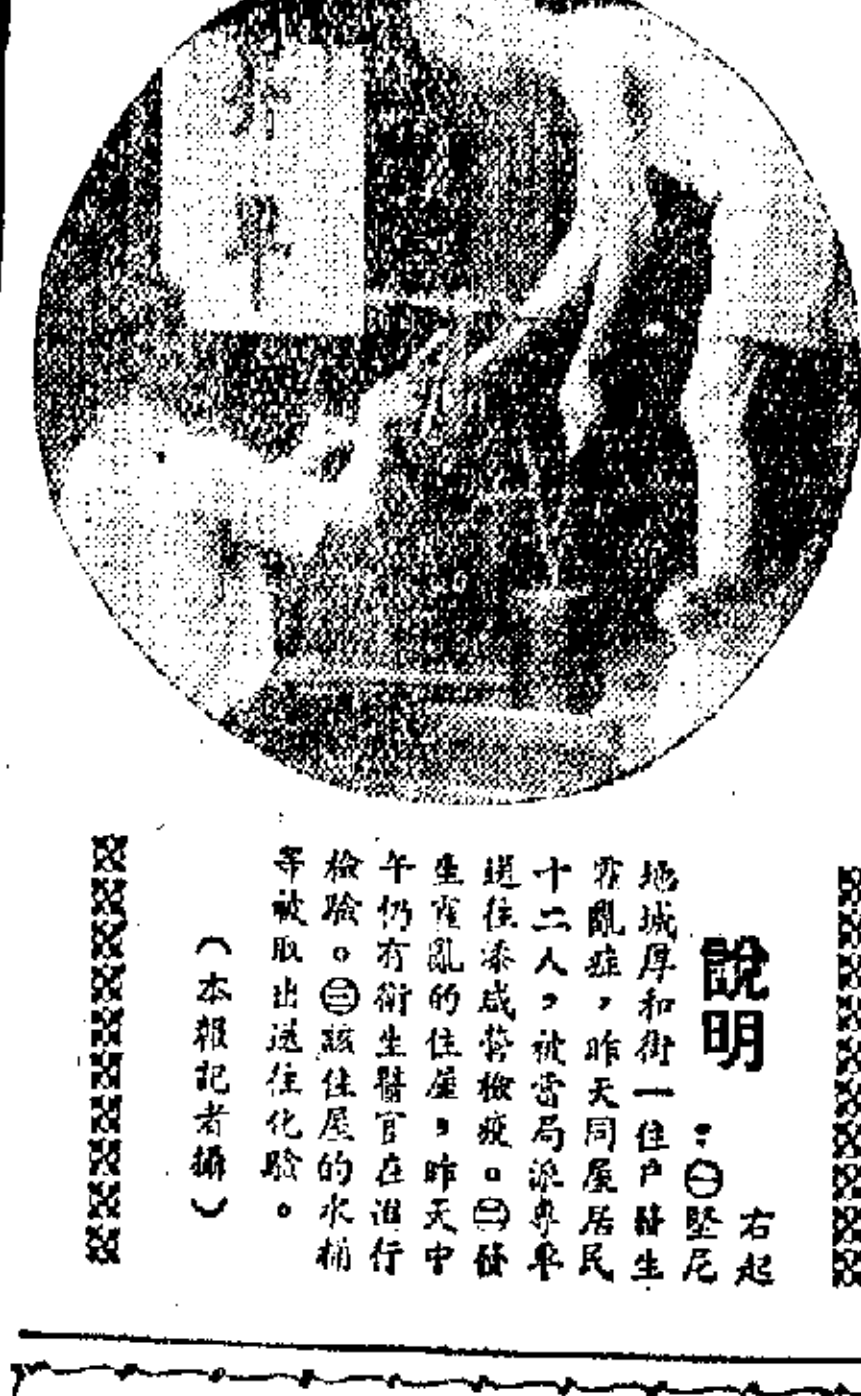 說明
右起
：㊀堅尼
地城厚和街一住戶發生
霍亂症，昨天同屋居民
十二人，被當局派專車
送往漆咸營檢疫。㊁發
生霍亂的住屋，昨天中
午仍有衛生醫官在進行
檢驗。㊂該住屋的水桶
等被取出送往化驗。
（本報記者攝）